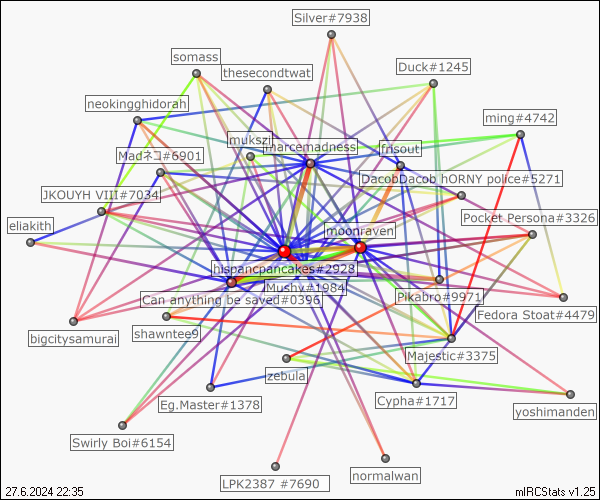 Silver#7938
somass
thesecondtwat
Duck#1245
neokingghidorah
ming#4742
mukszi
marcemadness
frisout
Madネコ#6901
DacobDacob hORNY police#5271
JKOUYH VIII#7034
Pocket Persona#3326
eliakith
moonraven
hispancpancakes#2928
Mushy#1984
Can anything be saved#0396
Pikabro#9971
Fedora Stoat#4479
bigcitysamurai
shawntee9
Majestic#3375
zebula
Eg.Master#1378
Cypha#1717
yoshimanden
Swirly Boi#6154
LPK2387 #7690
normalwan
27.6.2024 22:35
mIRCStats v1.25